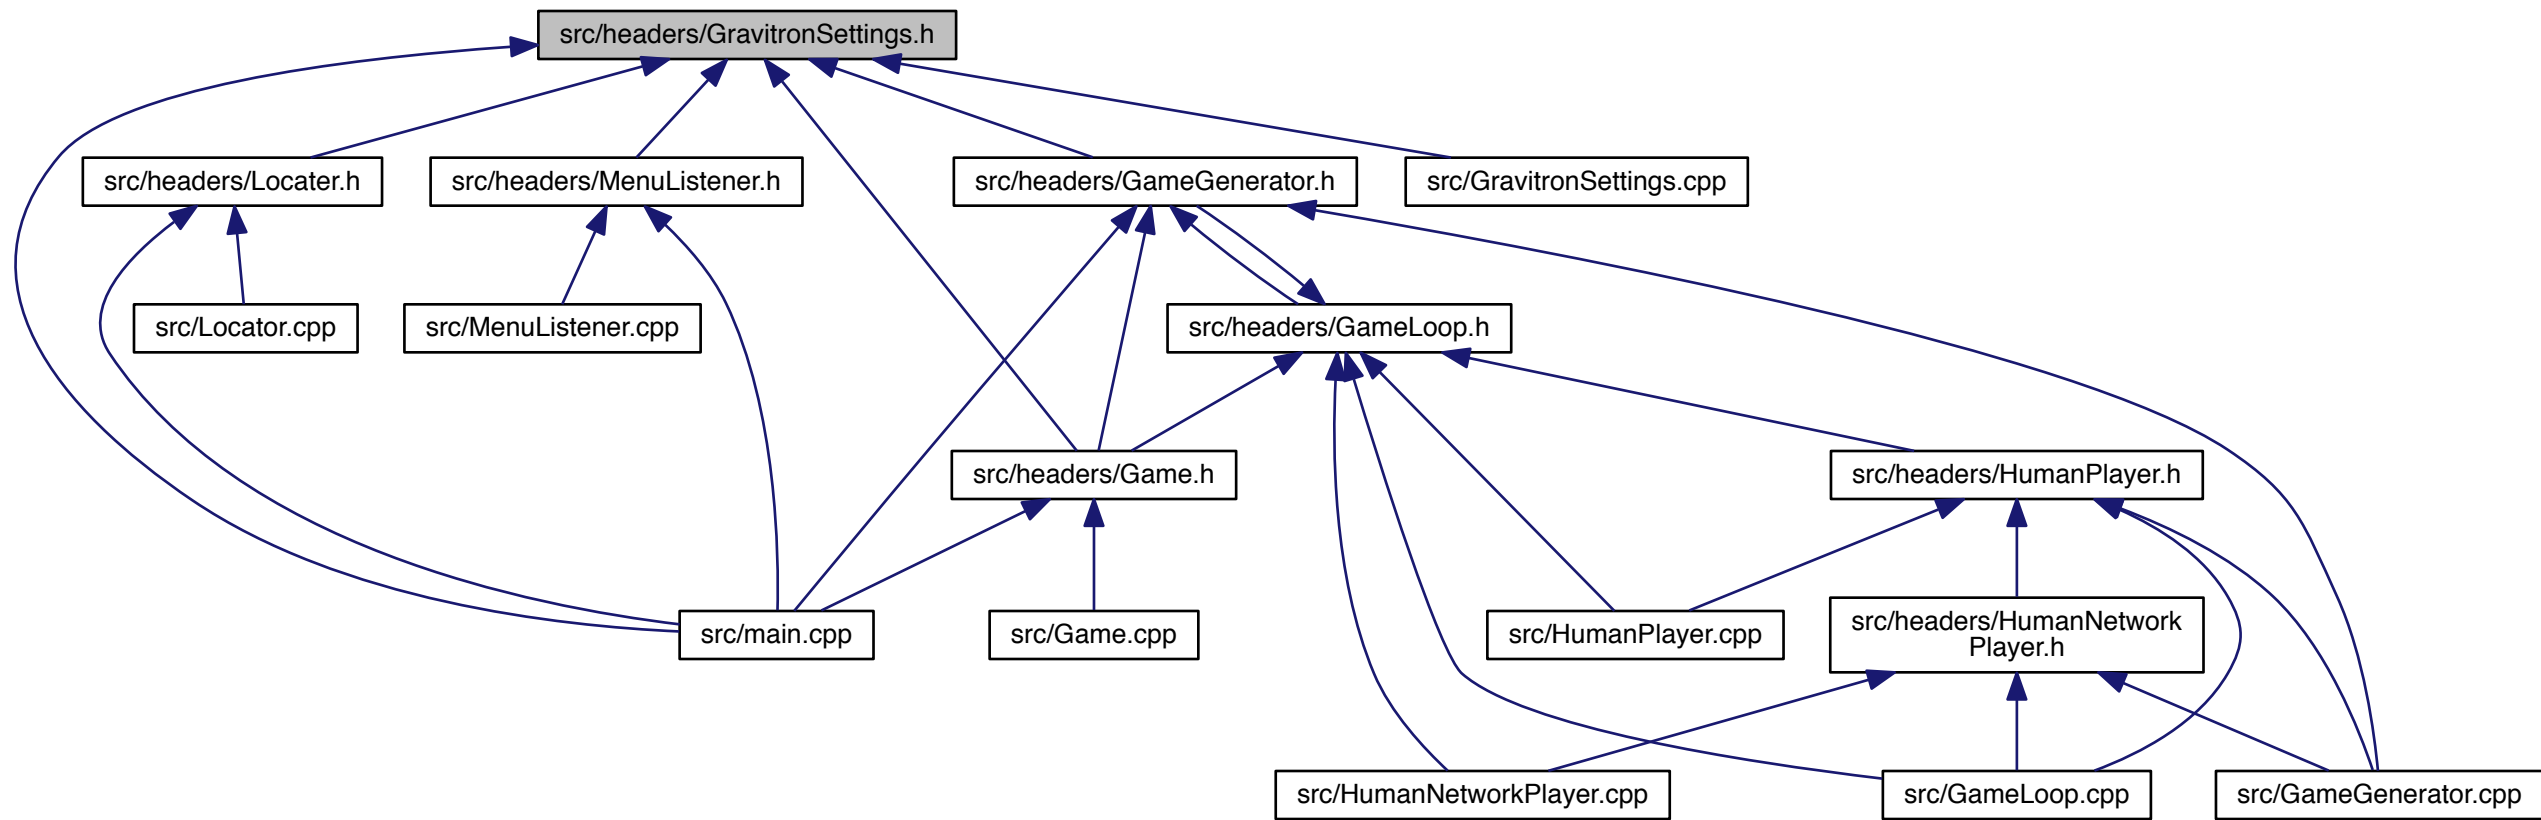 src/headers/GravitronSettings.h
src/headers/Locater.h
src/headers/MenuListener.h
src/headers/GameGenerator.h
src/GravitronSettings.cpp
src/Locator.cpp
src/MenuListener.cpp
src/headers/GameLoop.h
src/headers/Game.h
src/headers/HumanPlayer.h
src/main.cpp
src/Game.cpp
src/HumanPlayer.cpp
src/headers/HumanNetwork
Player.h
src/HumanNetworkPlayer.cpp
src/GameLoop.cpp
src/GameGenerator.cpp